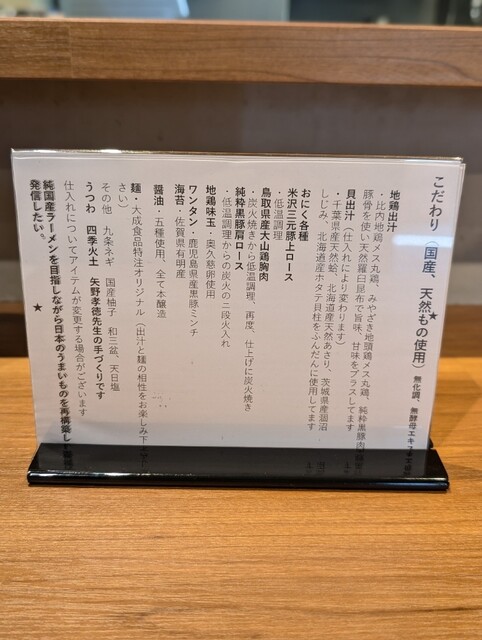 こだわり（国産、天然もの使用）無化調、無酵母エキス
★
地鶏出汁
・比内地鶏メス丸鶏、みやざき地頭鶏メス丸鶏、純粋黒豚肉
豚骨を使い天然羅臼昆布で旨味、甘味をプラスしてます
貝出汁（仕入れにより変わります）
・千葉県産天然蛤、北海道産天然あさり、茨城県産涸沼
しじみ、北海道産ホタテ貝柱をふんだんに使用してます
おにく各種
米沢三元豚上ロース
・低温調理
鳥取県産大山鶏胸肉
・炭火焼きから低温調理、再度、仕上げに炭火焼き
純粋黒豚肩ロース
・低温調理からの炭火の二段火入れ
地鶏味玉・奥久慈卵使用
ワンタン・鹿児島県産黒豚ミンチ
海苔・佐賀県有明産
醤油・五種使用、全て本醸造
麺・大成食品特注オリジナル（出汁と麺の相性をお楽しみ下
さい）
その他　九条ネギ　国産柚子　和三盆、天日塩
うつわ　四季火土　矢野孝徳先生の手づくりです
仕入れについてアイテムが変更する場合がございます
★
純国産ラーメンを目指しながら日本のうまいものを再構築し
発信したい。